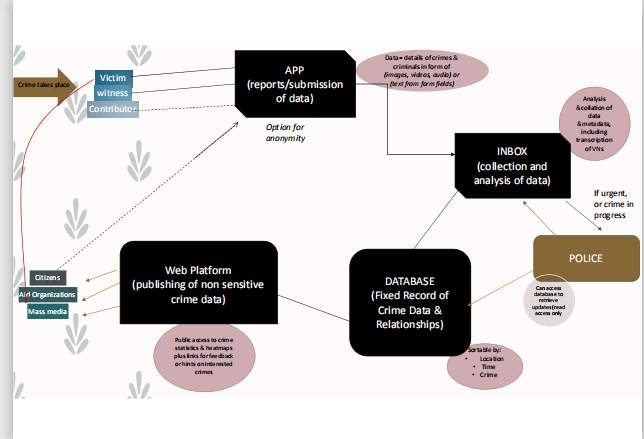 Crime takes place
Victim
witness
Contributor
APP
(reports/submission
of data)
Option for
anonymity
Data= details of crimes &
criminals in form of
(images, videos, audio) or
(text from form fields)
Analysis
&collation of
data
&metadata,
including
transcription
of VNs
INBOX
(collection and
analysis of data)
If urgent,
or crime in
progress
POLICE
Can access
database to
retrieve
updates(read
access only
Citizens
Aid Organizations
Mass media
Web Platform
(publishing of non sensitive
crime data)
Public access to crime
statistics & heatmaps
plus links for feedback
or hints on interested
crimes
DATABASE
(Fixed Record of
Crime Data &
Relationships)
Sortable by:
• Location
• Time
• Crime